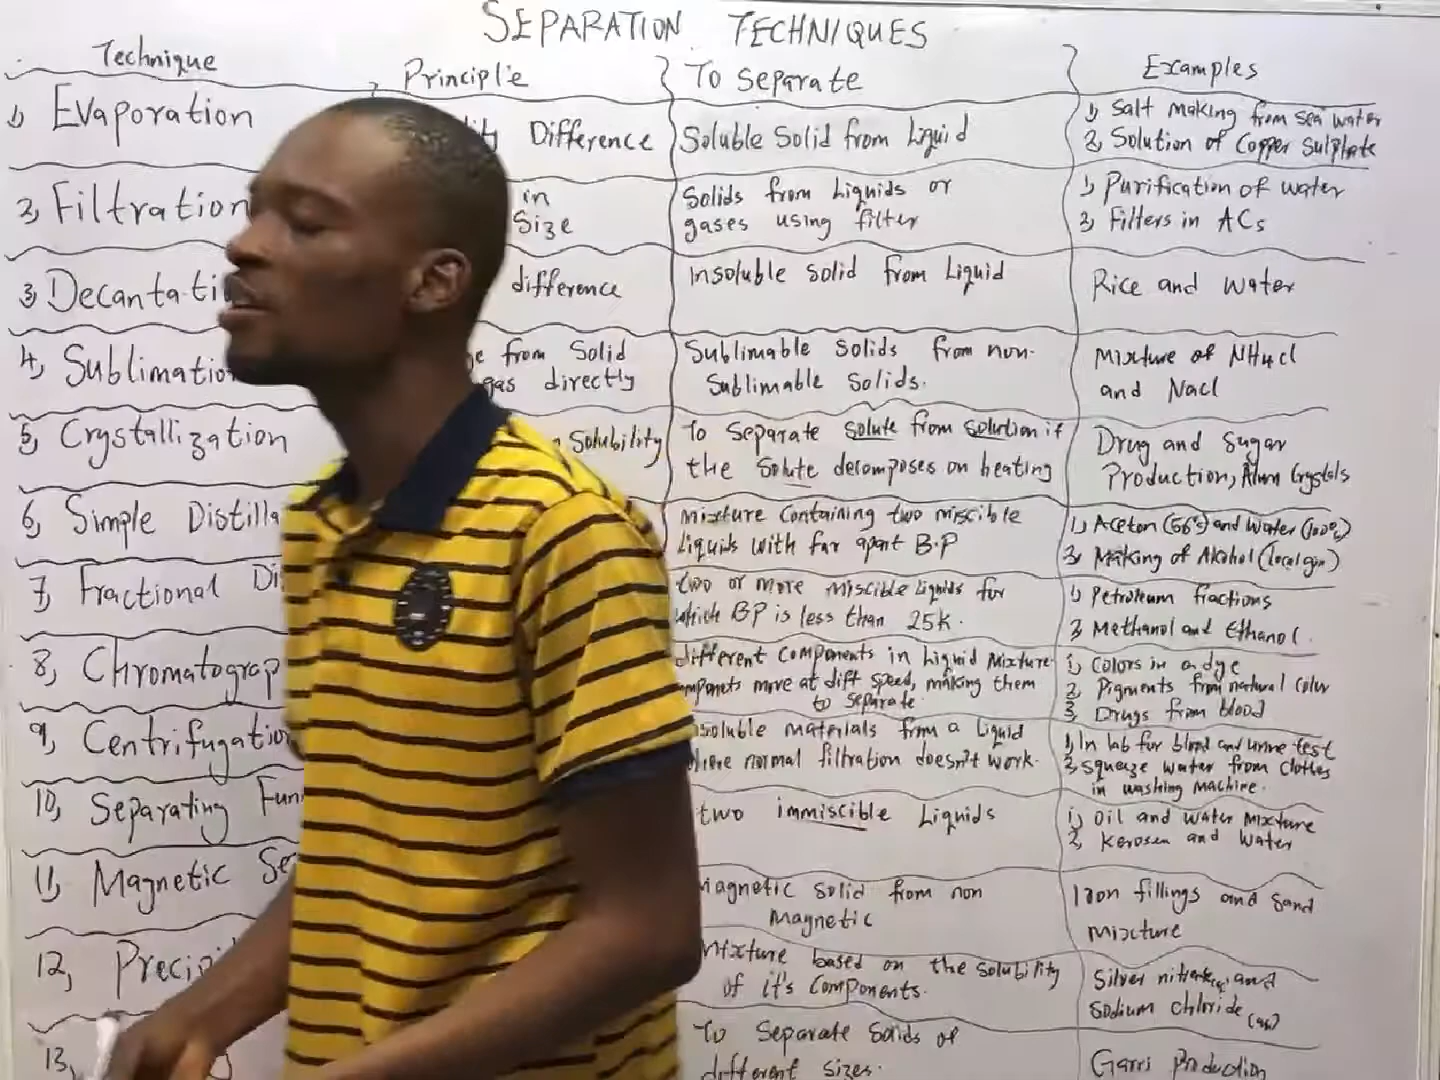 SEPARATION TECHNIQUES
Technique
Principle
To Separate
Examples
1) Evaporation
Difference
Soluble Solid from Liquid
1) Salt making from sea water
2, Solution of Copper Sulphate
2, Filtration
in
Size
Solids from Liquids or
gases using filter
1) Purification of water
2) Filters in ACs
3, Decantati
difference
Insoluble solid from Liquid
Rice and Water
4, Sublimatio
from Solid
gas directly
Sublimable Solids from non-
Sublimable Solids.
Mixture of NH4Cl
and NaCl
5, Crystallization
Solubility
To Separate solute from solution if
the Solute decomposes on heating
Drug and Sugar
Production, Alum Crystals
6, Simple Distilla
Mixture Containing two miscible
Liquids with far apart B.P
1) Aceton (56°c) and Water (100°c)
2) Making of Alkohol (local gin)
7, Fractional Di
two or more miscible Liquids for
which BP is less than 25K.
1) Petroleum fractions
2 Methanol and Ethanol
8, Chromatograp
different Components in Liquid Mixture
mponets move at diff speed, making them
to separate
1) Colors in a dye
2, Pigments from natural color
3, Drugs from blood
9, Centrifugatio
nsoluble materials from a Liquid
here normal filtration doesn't work.
1, In lab for blood and urine test
2 Squeeze water from clothes
in washing machine.
10, Separating Funn
two immiscible Liquids
1) Oil and water Mixture
2, Kerosen and Water
11, Magnetic Se
Magnetic Solid from non
Magnetic
Iron fillings and Sand
Mixture
12, Precipi
Mixture based on the solubility
of it's Components.
Silver nitrate(aq) and
Sodium Chloride (aq)
13,
To Separate Solids of
different sizes.
Garri Production